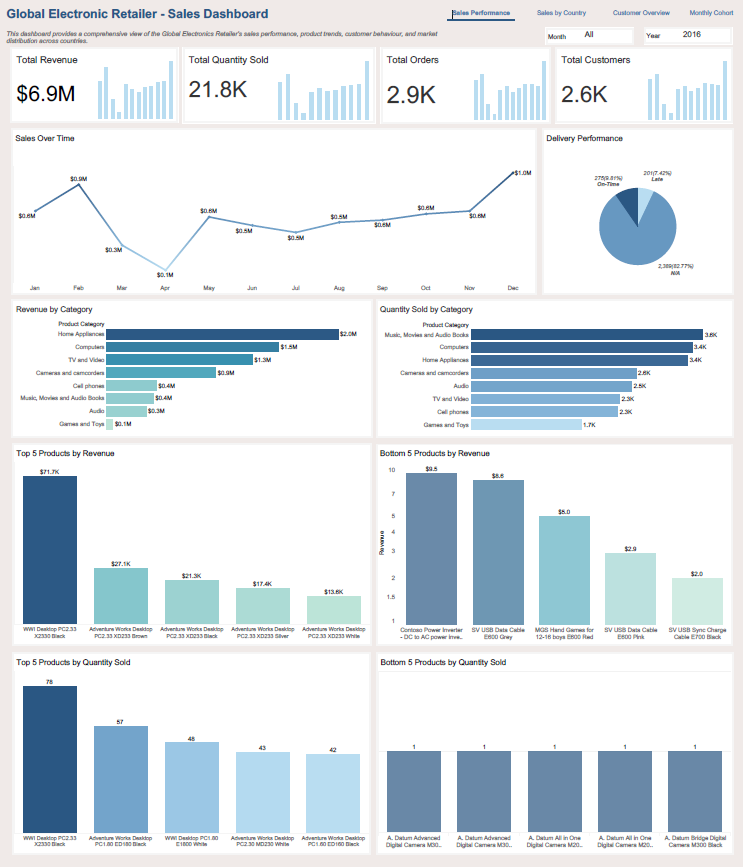 Global Electronic Retailer - Sales Dashboard
Sales Performance
Sales by Country
Customer Overview
Monthly Cohort
This dashboard provides a comprehensive view of the Global Electronics Retailer's sales performance, product trends, customer behaviour, and market
distribution across countries.
Month All
Year 2016
Total Revenue
$6.9M
Total Quantity Sold
21.8K
Total Orders
2.9K
Total Customers
2.6K
Sales Over Time
$0.6M
$0.9M
$0.3M
$0.1M
$0.6M
$0.5M
$0.5M
$0.5M
$0.6M
$0.6M
$0.6M
$1.0M
Jan Feb Mar Apr May Jun Jul Aug Sep Oct Nov Dec
Delivery Performance
275(9.81%)
On-Time
201(7.42%)
Late
2,389(82.77%)
N/A
Revenue by Category
Product Category
Home Appliances $2.0M
Computers $1.5M
TV and Video $1.3M
Cameras and camcorders $0.9M
Cell phones $0.4M
Music, Movies and Audio Books $0.4M
Audio $0.3M
Games and Toys $0.1M
Quantity Sold by Category
Product Category
Music, Movies and Audio Books 3.6K
Computers 3.4K
Home Appliances 3.4K
Cameras and camcorders 2.6K
Audio 2.5K
TV and Video 2.3K
Cell phones 2.3K
Games and Toys 1.7K
Top 5 Products by Revenue
$71.7K
$27.1K
$21.3K
$17.4K
$13.6K
WWI Desktop PC2.33
X2330 Black
Adventure Works Desktop
PC2.33 XD233 Brown
Adventure Works Desktop
PC2.33 XD233 Black
Adventure Works Desktop
PC2.33 XD233 Silver
Adventure Works Desktop
PC2.33 XD233 White
Bottom 5 Products by Revenue
Revenue
10
7
5
4
3
2
1.5
1
$9.5
$8.6
$5.0
$2.9
$2.0
Contoso Power Inverter
- DC to AC power Inve..
SV USB Data Cable
E600 Grey
MGS Hand Games for
12-16 boys E600 Red
SV USB Data Cable
E600 Pink
SV USB Sync Charge
Cable E700 Black
Top 5 Products by Quantity Sold
78
57
48
43
42
WWI Desktop PC2.33
X2330 Black
Adventure Works Desktop
PC1.80 ED180 Black
WWI Desktop PC1.60
E1600 White
Adventure Works Desktop
PC2.30 MD230 White
Adventure Works Desktop
PC1.60 ED160 Black
Bottom 5 Products by Quantity Sold
1
1
1
1
1
A. Datum Advanced
Digital Camera M30..
A. Datum Advanced
Digital Camera M30..
A. Datum All in One
Digital Camera M20..
A. Datum All in One
Digital Camera M20..
A. Datum Bridge Digital
Camera M300 Black